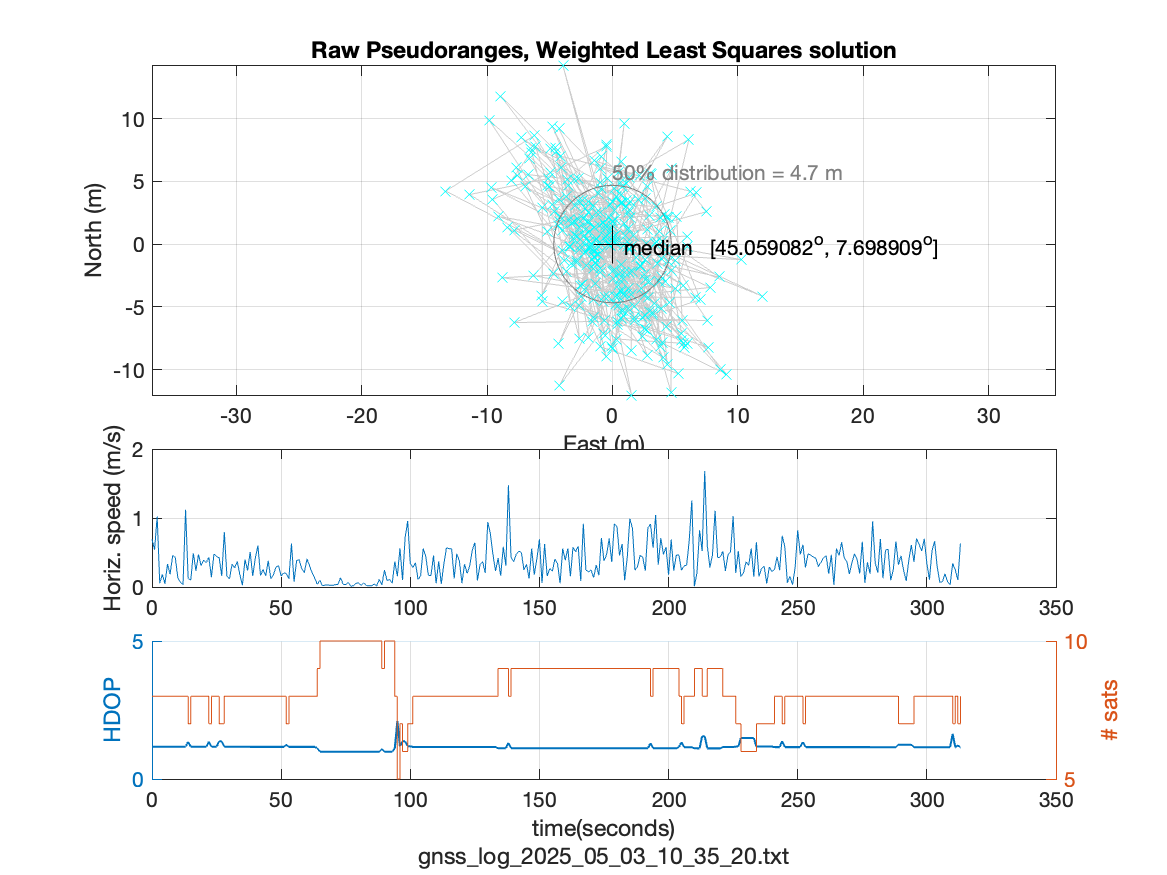 Raw Pseudoranges, Weighted Least Squares solution
10
5
0
-5
-10
North (m)
50% distribution = 4.7 m
median [45.059082°, 7.698909°]
-30 -20 -10 0 10 20 30
East (m)
2
1
0
Horiz. speed (m/s)
0 50 100 150 200 250 300 350
5
0
HDOP
10
5
# sats
0 50 100 150 200 250 300 350
time(seconds)
gnss_log_2025_05_03_10_35_20.txt